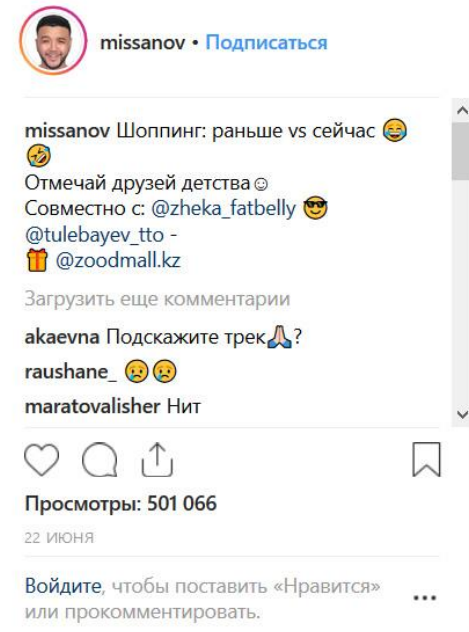 missanov • Подписаться
missanov Шоппинг: раньше vs сейчас 😂
🤣
Отмечай друзей детства☺
Совместно с: @zheka_fatbelly 😎
@tulebayev_tto -
🎁 @zoodmall.kz
Загрузить еще комментарии
akaevna Подскажите трек🙏🏻?
raushane_ 😢😢
maratovalisher Нит
Просмотры: 501 066
22 ИЮНЯ
Войдите, чтобы поставить «Нравится»
или прокомментировать.